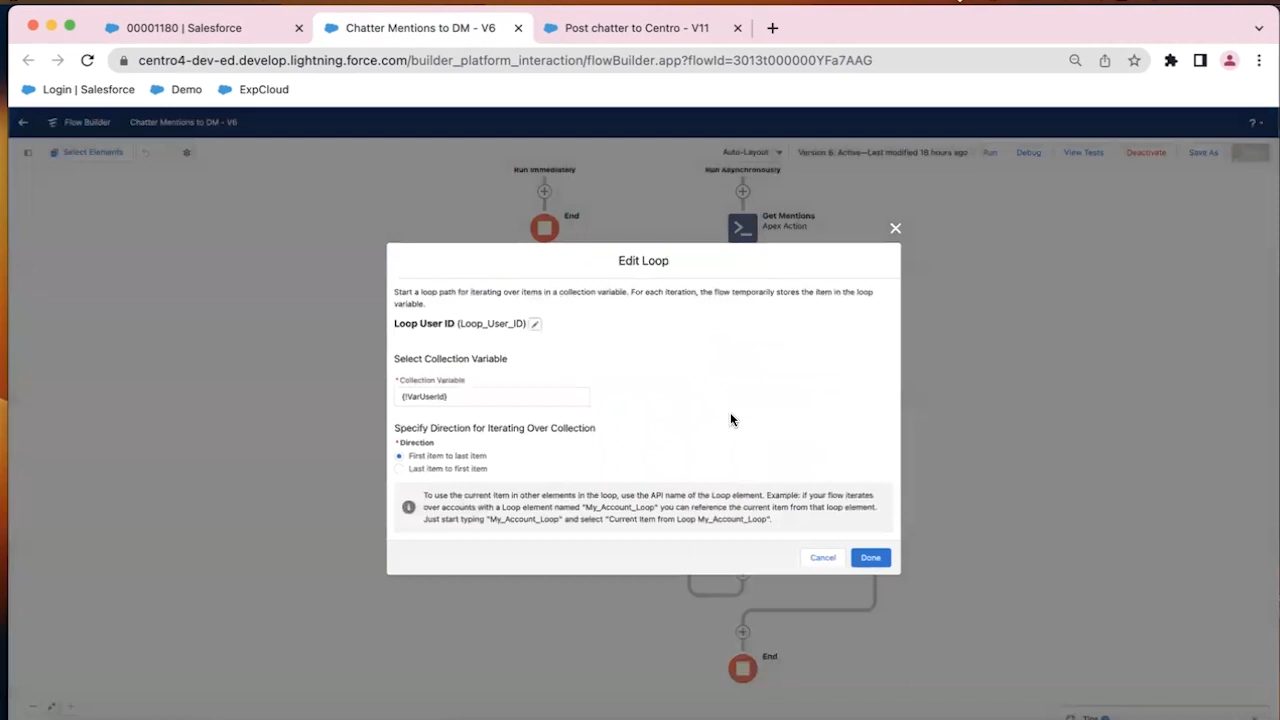 00001180 | Salesforce
Chatter Mentions to DM - V6
Post chatter to Centro - V11
centro4-dev-ed.develop.lightning.force.com/builder_platform_interaction/flowBuilder.app?flowId=3013t000000YFa7AAG
Login | Salesforce
Demo
ExpCloud
Flow Builder
Chatter Mentions to DM - V6
?
Select Elements
Auto-Layout
Version 6: Active—Last modified 18 hours ago
Run
Debug
View Tests
Deactivate
Save As
Run Immediately
Run Asynchronously
End
Get Mentions
Apex Action
Edit Loop
Start a loop path for iterating over items in a collection variable. For each iteration, the flow temporarily stores the item in the loop
variable.
Loop User ID (Loop_User_ID)
Select Collection Variable
* Collection Variable
{!VarUserId}
Specify Direction for Iterating Over Collection
* Direction
First item to last item
Last item to first item
To use the current item in other elements in the loop, use the API name of the Loop element. Example: if your flow iterates
over accounts with a Loop element named "My_Account_Loop" you can reference the current item from that loop element.
Just start typing "My_Account_Loop" and select "Current Item from Loop My_Account_Loop".
Cancel
Done
End